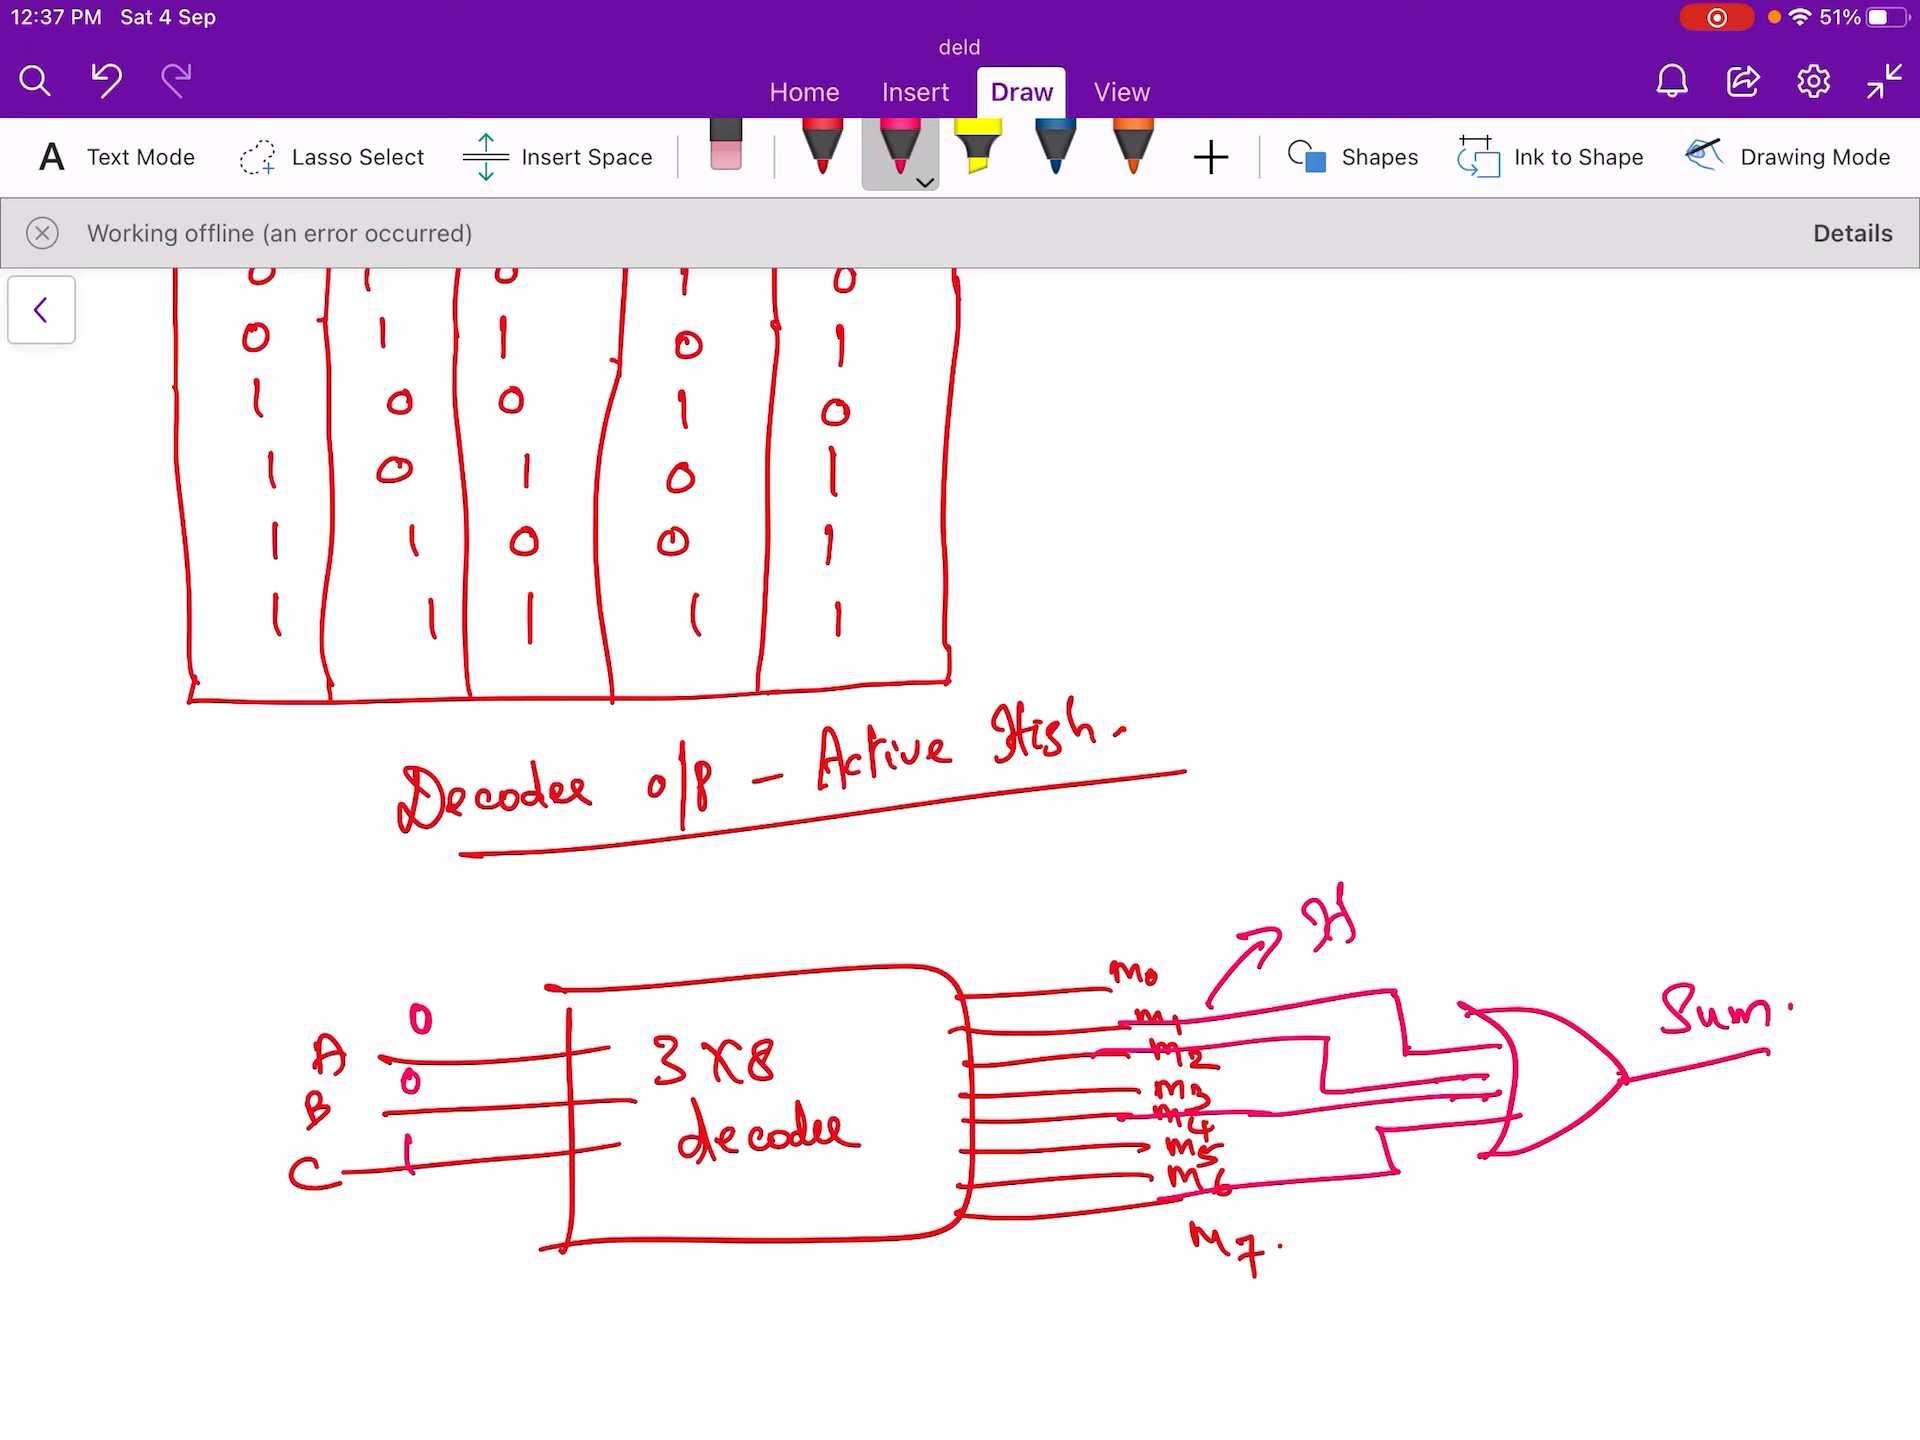 12:37 PM Sat 4 Sep
51%
deld
Home Insert Draw View
A Text Mode Lasso Select Insert Space Shapes Ink to Shape Drawing Mode
Working offline (an error occurred) Details
0 1 0 1 0
0 1 1 0 1
1 0 0 1 0
1 0 1 0 1
1 1 0 0 1
1 1 1 1 1
Decoder o/p - Active High.
H
m0
0 m1 Sum.
A 3X8 m2
0 m3
B decoder m4
1 m5
C m6
m7.